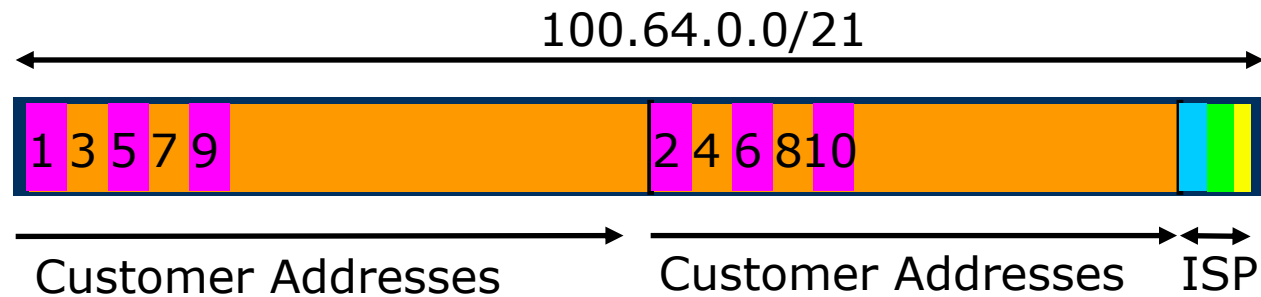 100.64.0.0/21
1 3 5 7 9 2 4 6 8 10
Customer Addresses Customer Addresses ISP